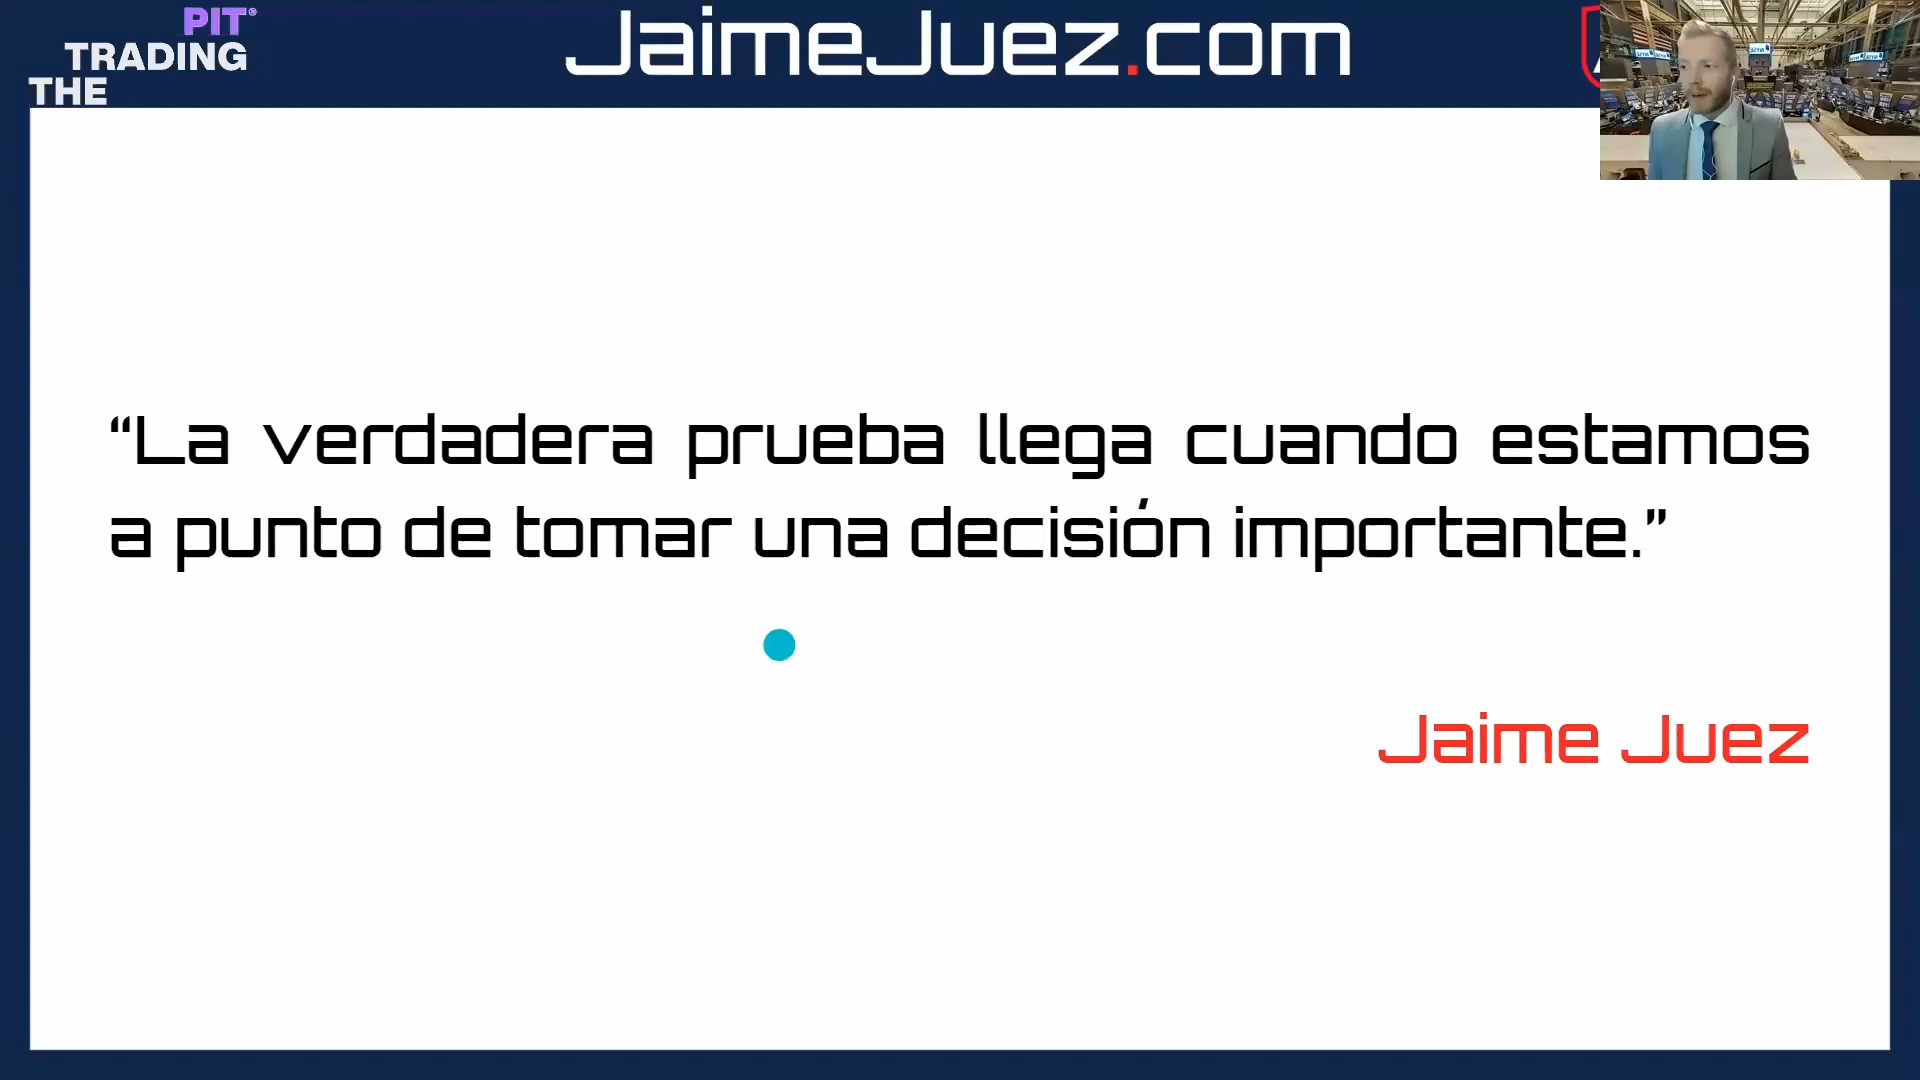 PIT®
TRADING
THE
JaimeJuez.com
“La verdadera prueba llega cuando estamos
a punto de tomar una decisión importante.”
Jaime Juez